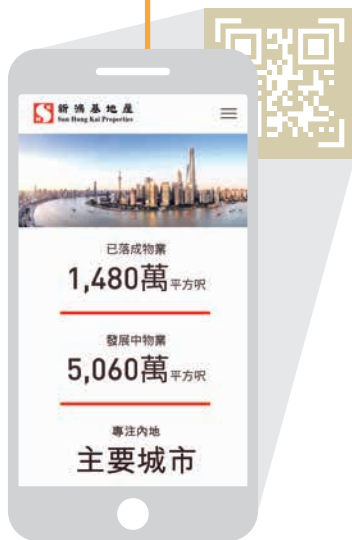 新鴻基地產
Sun Hung Kai Properties
已落成物業
1,480萬平方呎
發展中物業
5,060萬平方呎
專注內地
主要城市